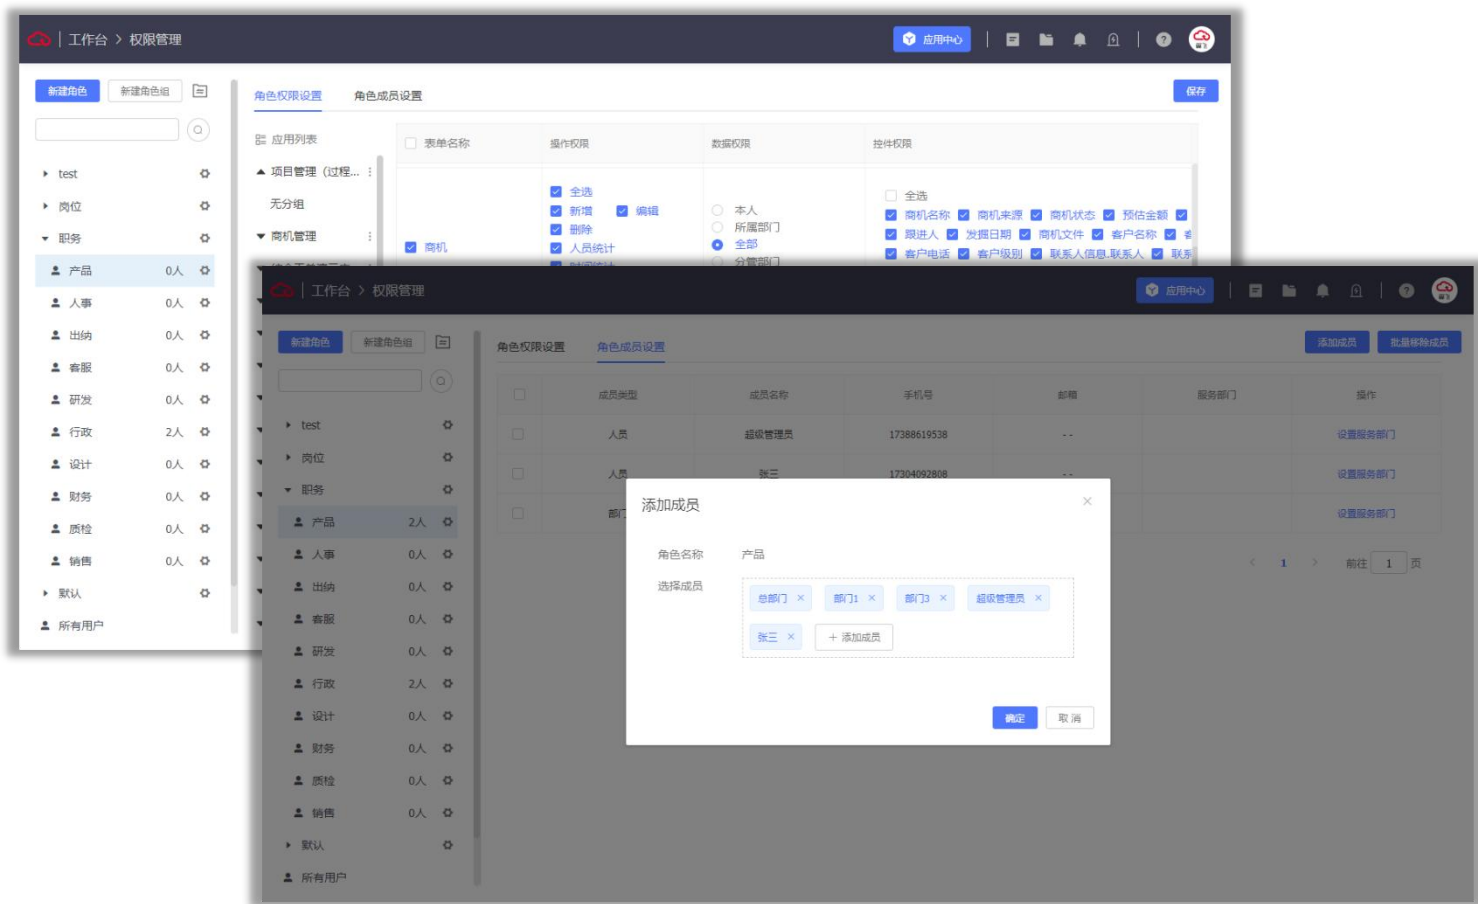 工作台 > 权限管理
应用中心
新建角色 新建角色组
角色权限设置 角色成员设置
保存
应用列表
表单名称 操作权限 数据权限 控件权限
test
项目管理（过程...
全选
全选
岗位
无分组
新增 编辑
本人
商机名称 商机来源 商机状态 预估金额
删除
所属部门
跟进人 发掘日期 商机文件 客户名称
职务
商机管理
商机
人员统计
全部
客户电话 客户级别 联系人信息.联系人
分管部门
产品 0人
人事 0人
出纳 0人
客服 0人
研发 0人
行政 2人
设计 0人
财务 0人
质检 0人
销售 0人
默认
所有用户
工作台 > 权限管理
应用中心
新建角色 新建角色组
角色权限设置 角色成员设置
添加成员 批量移除成员
成员类型 成员名称 手机号 邮箱 服务部门 操作
人员 超级管理员 17388619538 - - 设置服务部门
人员 张三 17304092808 - - 设置服务部门
设置服务部门
< 1 > 前往 1 页
test
岗位
职务
产品 2人
人事 0人
出纳 0人
客服 0人
研发 0人
行政 2人
设计 0人
财务 0人
质检 0人
销售 0人
默认
所有用户
添加成员 ×
角色名称 产品
选择成员
总部门 × 部门1 × 部门3 × 超级管理员 ×
张三 × + 添加成员
确定 取消